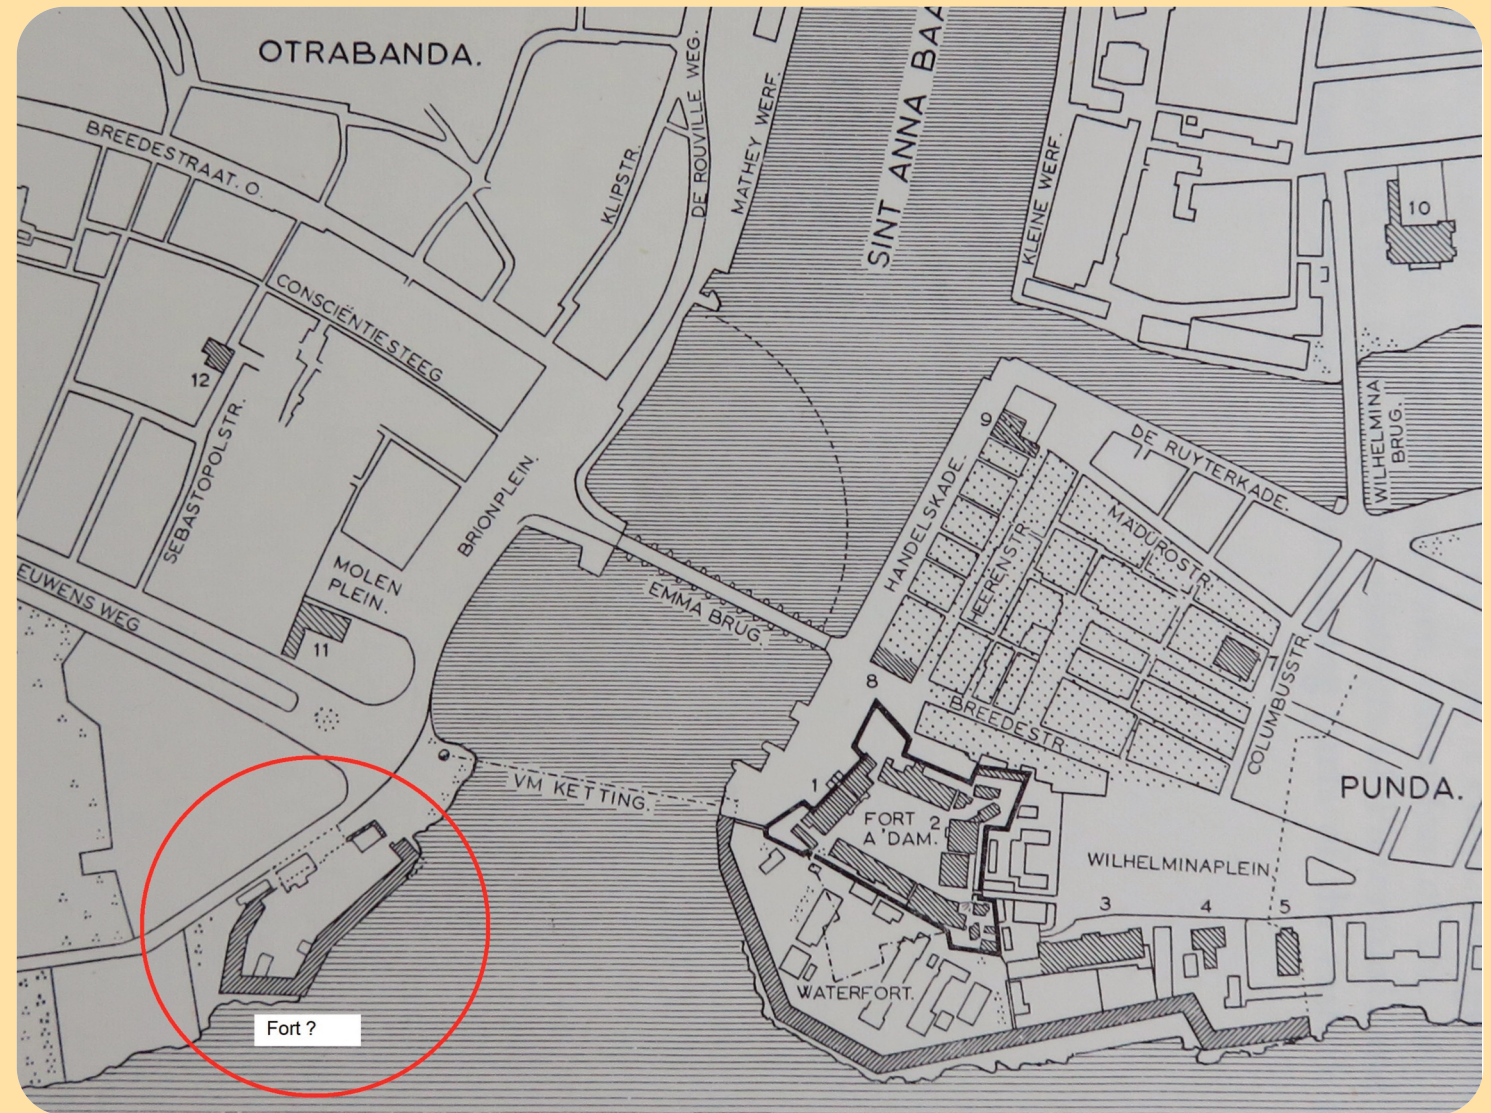 OTRABANDA.
BREEDESTRAAT. O.
KLIPSTR.
DE ROUVILLE WEG.
MATHEY WERF.
SINT ANNA BAA
KLEINE WERF.
10
CONSCIËNTIESTEEG
12
SEBASTOPOLSTR.
BRIONPLEIN.
MOLEN
PLEIN.
EUWENS WEG
11
EMMA BRUG.
9
HANDELSKADE.
HEERENSTR.
DE RUYTERKADE.
MADUROSTR.
WILHELMINA
BRUG.
COLUMBUSSTR.
8
BREEDESTR.
PUNDA.
VM KETTING.
1
FORT 2
A'DAM.
WILHELMINAPLEIN.
3
4
5
WATERFORT.
Fort ?